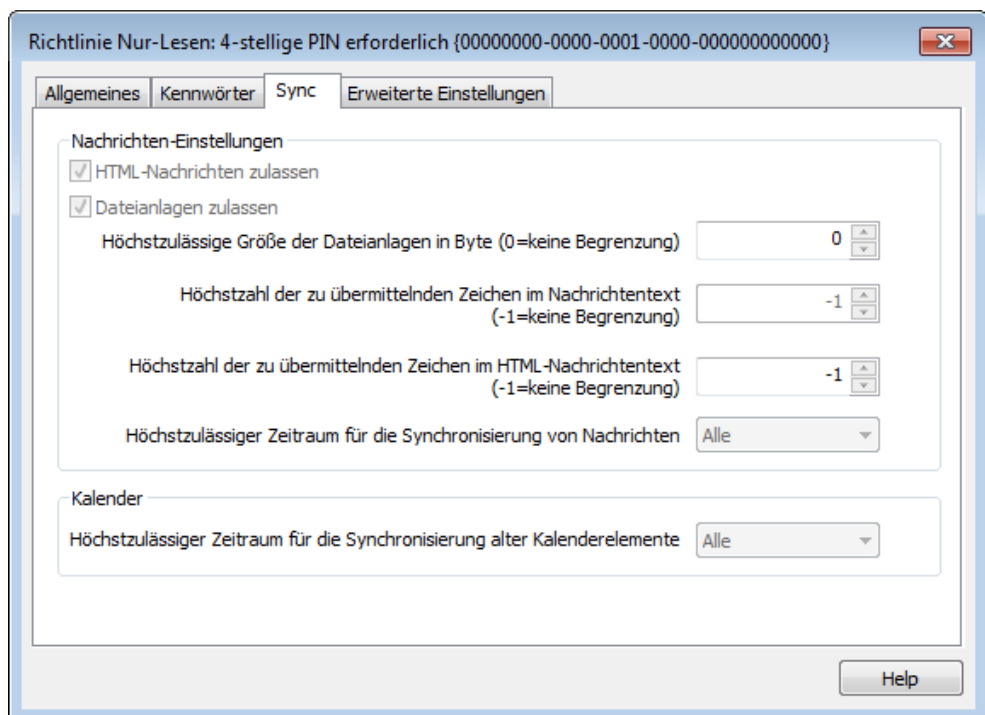 Richtlinie Nur-Lesen: 4-stellige PIN erforderlich {00000000-0000-0001-0000-000000000000}
Allgemeines Kennwörter Sync Erweiterte Einstellungen
Nachrichten-Einstellungen
HTML-Nachrichten zulassen
Dateianlagen zulassen
Höchstzulässige Größe der Dateianlagen in Byte (0=keine Begrenzung) 0
Höchstzahl der zu übermittelnden Zeichen im Nachrichtentext
(-1=keine Begrenzung) -1
Höchstzahl der zu übermittelnden Zeichen im HTML-Nachrichtentext
(-1=keine Begrenzung) -1
Höchstzulässiger Zeitraum für die Synchronisierung von Nachrichten Alle
Kalender
Höchstzulässiger Zeitraum für die Synchronisierung alter Kalenderelemente Alle
Help